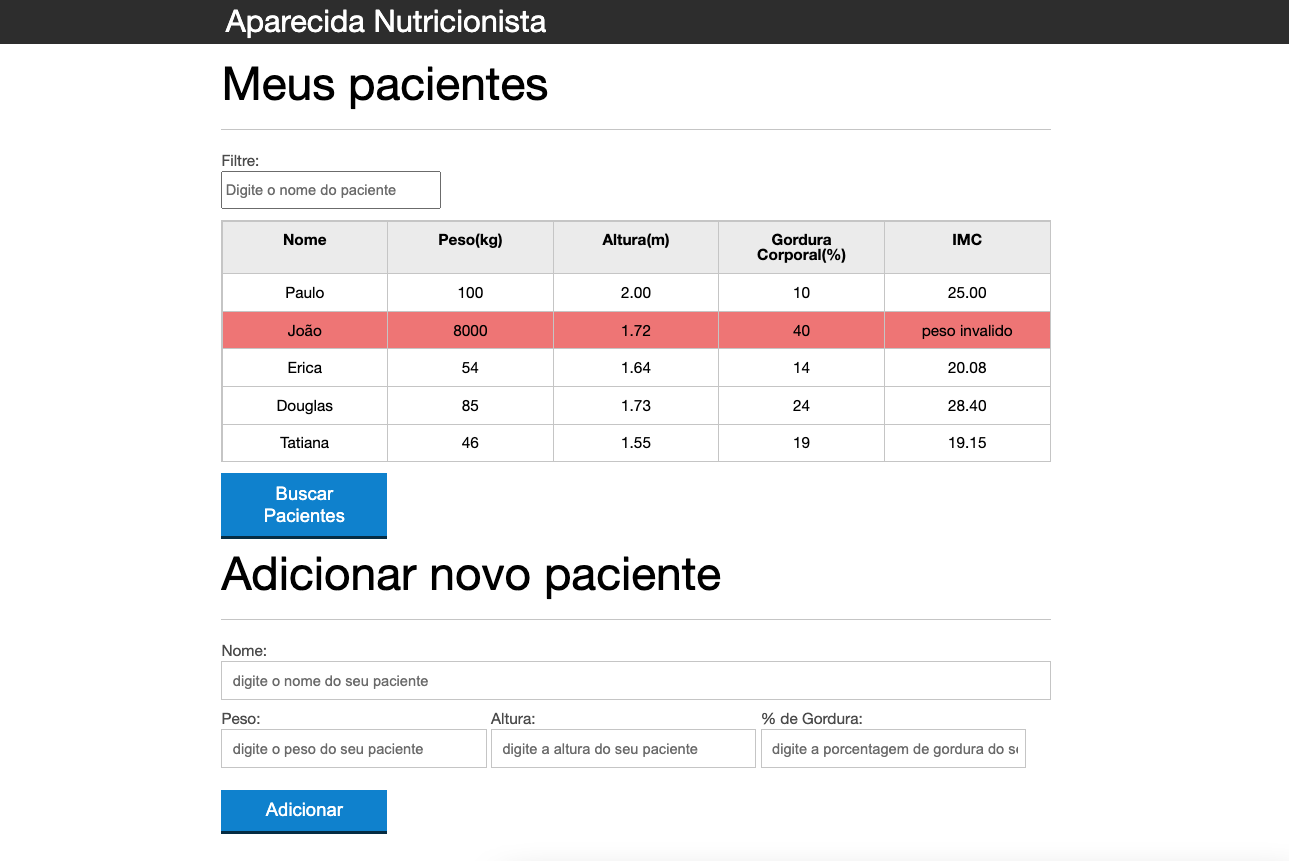 Aparecida Nutricionista
Meus pacientes
Filtre:
Digite o nome do paciente
Nome Peso(kg) Altura(m) Gordura Corporal(%) IMC
Paulo 100 2.00 10 25.00
João 8000 1.72 40 peso invalido
Erica 54 1.64 14 20.08
Douglas 85 1.73 24 28.40
Tatiana 46 1.55 19 19.15
Buscar
Pacientes
Adicionar novo paciente
Nome:
digite o nome do seu paciente
Peso: Altura: % de Gordura:
digite o peso do seu paciente digite a altura do seu paciente digite a porcentagem de gordura do
Adicionar